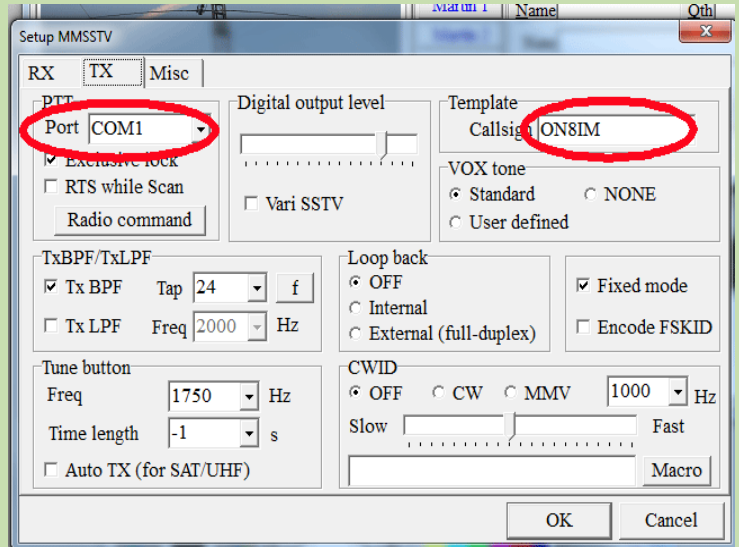 Martin 1 Name Qth
Setup MMSSTV
RX TX Misc
PTT
Port COM1
Exclusive lock
RTS while Scan
Radio command
Digital output level
Vari SSTV
Template
Callsign ON8IM
VOX tone
Standard NONE
User defined
TxBPF/TxLPF
Tx BPF Tap 24 f
Tx LPF Freq 2000 Hz
Loop back
OFF
Internal
External (full-duplex)
Fixed mode
Encode FSKID
Tune button
Freq 1750 Hz
Time length -1 s
Auto TX (for SAT/UHF)
CWID
OFF CW MMV 1000 Hz
Slow Fast
Macro
OK Cancel